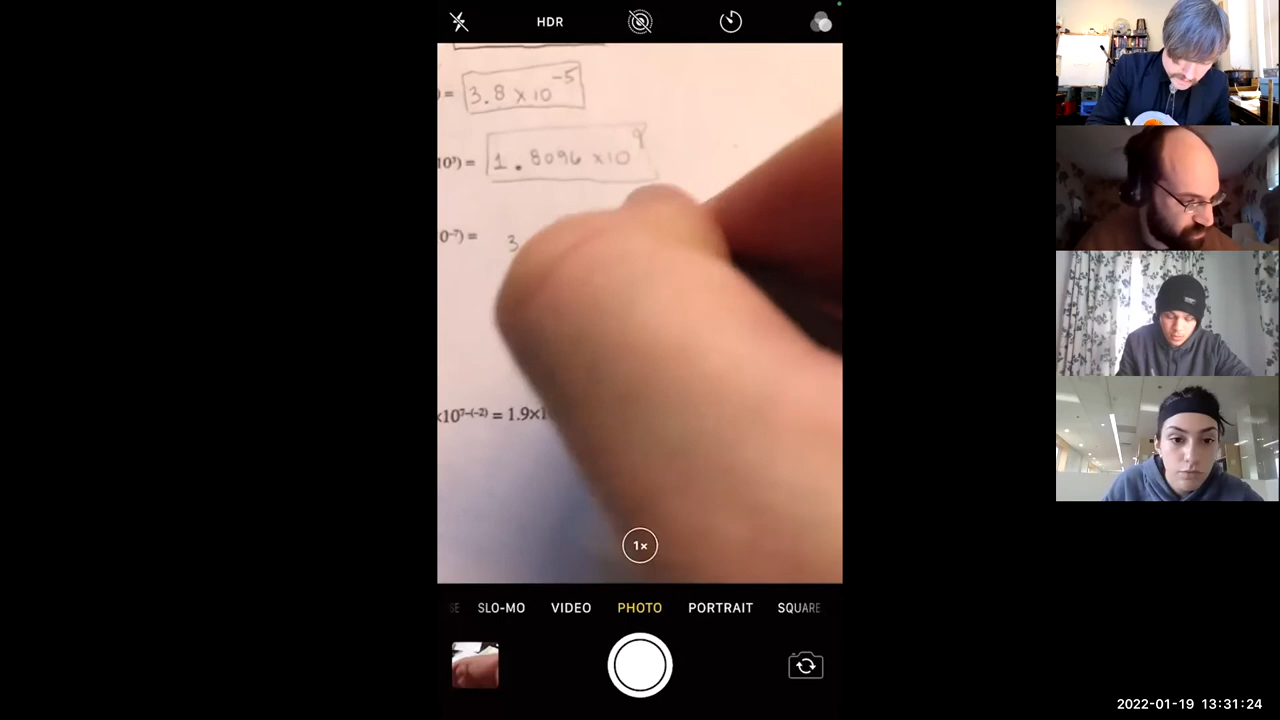 HDR
) = 3.8 × 10⁻⁵
10⁵) = 1.8096 × 10⁹
0⁻⁷) = 3
×10⁷⁻⁽⁻²⁾ = 1.9×1
1×
SLO-MO VIDEO PHOTO PORTRAIT SQUARE
2022-01-19 13:31:24